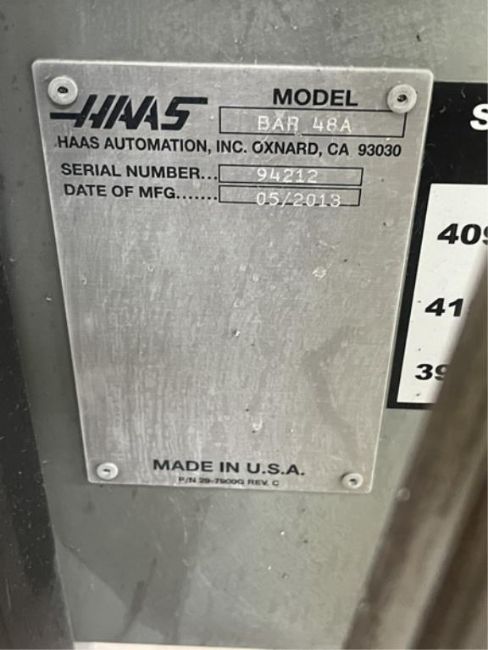 HAAS
MODEL
BAR 48A
HAAS AUTOMATION, INC. OXNARD, CA 93030
SERIAL NUMBER... 94212
DATE OF MFG....... 05/2013
S
409
41
39
MADE IN U.S.A.
P/N 29-7900G REV. C